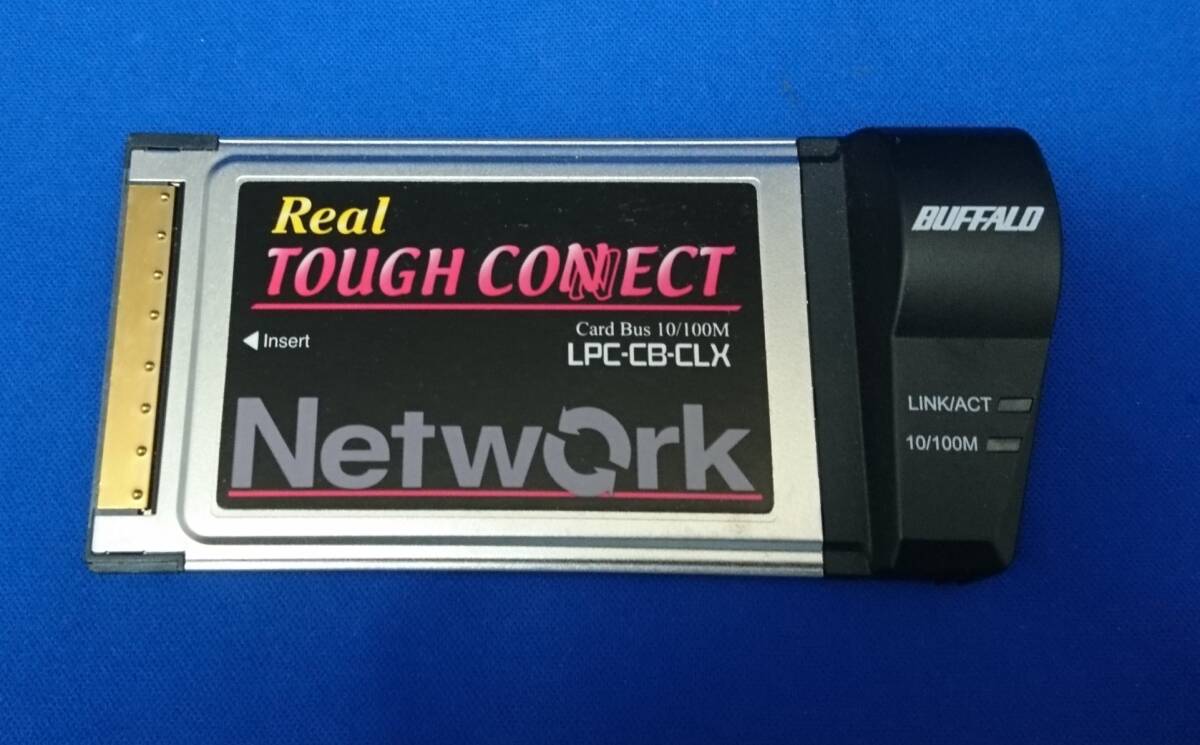 Real
TOUGH CONNECT
Card Bus 10/100M
LPC-CB-CLX
◀Insert
Network
BUFFALO
LINK/ACT
10/100M